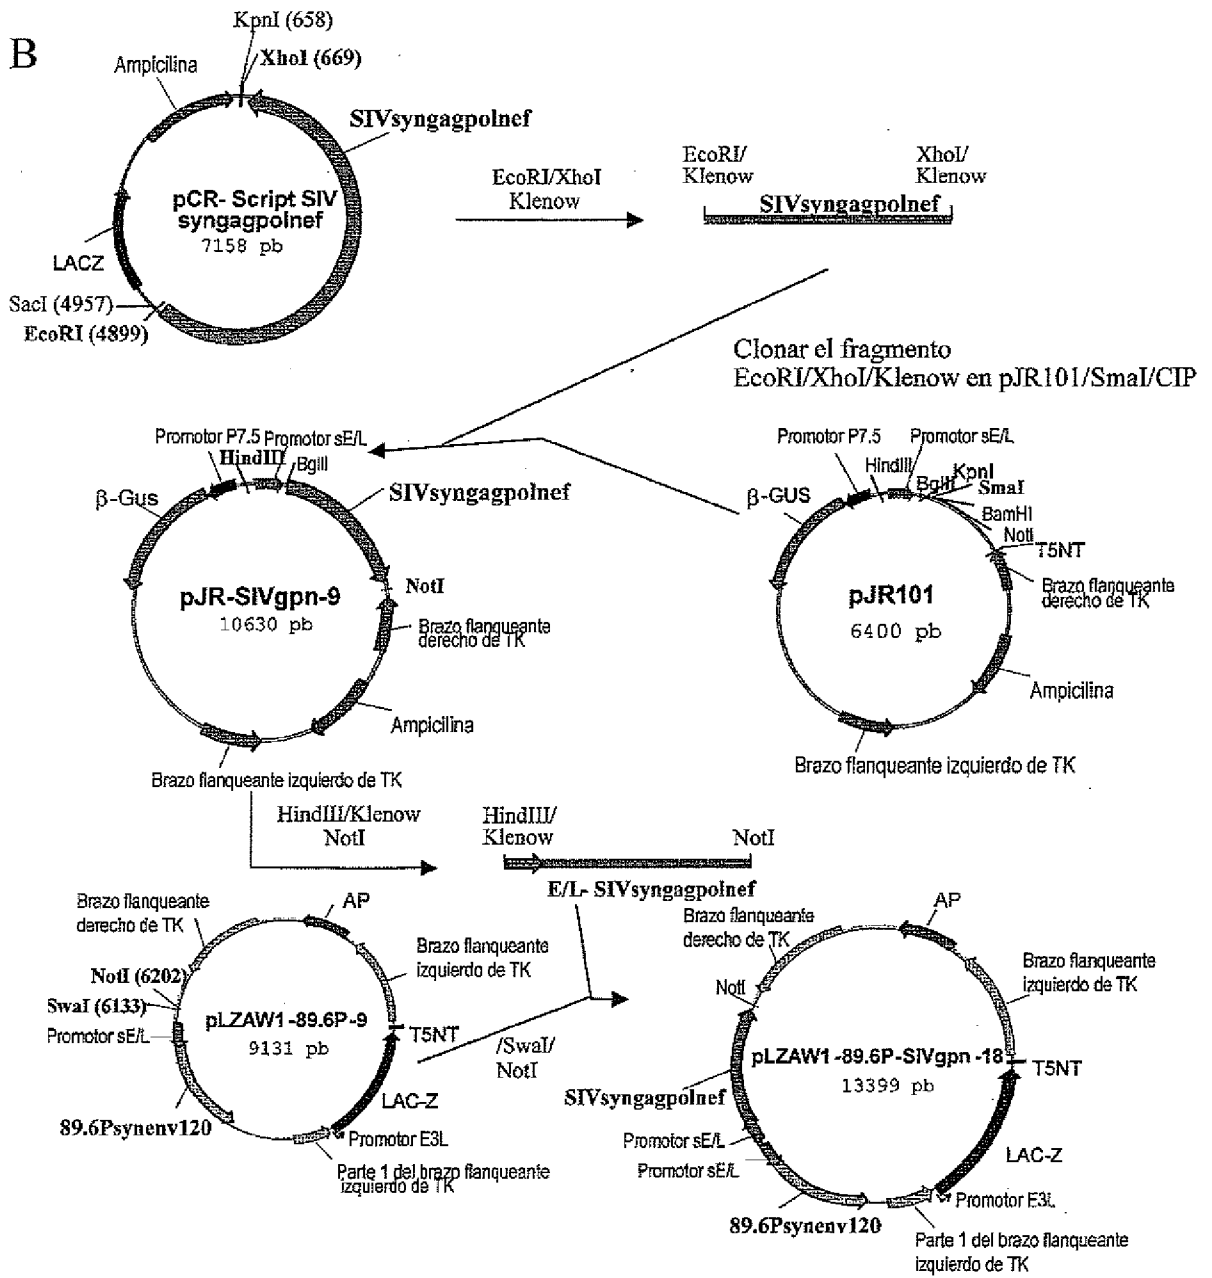 B
KpnI (658)
XhoI (669)
Ampicilina
SIVsyngagpolnef
pCR- Script SIV
syngagpolnef
7158 pb
LACZ
SacI (4957)
EcoRI (4899)
EcoRI/XhoI
Klenow
EcoRI/
Klenow
XhoI/
Klenow
SIVsyngagpolnef
Clonar el fragmento
EcoRI/XhoI/Klenow en pJR101/SmaI/CIP
Promotor P7.5
Promotor sE/L
HindIII
BglII
β-Gus
SIVsyngagpolnef
NotI
pJR-SIVgpn-9
10630 pb
Brazo flanqueante
derecho de TK
Ampicilina
Brazo flanqueante izquierdo de TK
Promotor P7.5
Promotor sE/L
HindIII
BglII
KpnI
SmaI
BamHI
NotI
β-GUS
T5NT
Brazo flanqueante
derecho de TK
pJR101
6400 pb
Ampicilina
Brazo flanqueante izquierdo de TK
HindIII/Klenow
NotI
HindIII/
Klenow
NotI
E/L- SIVsyngagpolnef
Brazo flanqueante
derecho de TK
AP
Brazo flanqueante
izquierdo de TK
NotI (6202)
SwaI (6133)
Promotor sE/L
pLZAW1-89.6P-9
9131 pb
T5NT
LAC-Z
89.6Psynenv120
Promotor E3L
Parte 1 del brazo flanqueante
izquierdo de TK
/SwaI/
NotI
Brazo flanqueante
derecho de TK
AP
Brazo flanqueante
izquierdo de TK
NotI
pLZAW1-89.6P-SIVgpn-18
13399 pb
T5NT
SIVsyngagpolnef
Promotor sE/L
Promotor sE/L
LAC-Z
89.6Psynenv120
Promotor E3L
Parte 1 del brazo flanqueante
izquierdo de TK